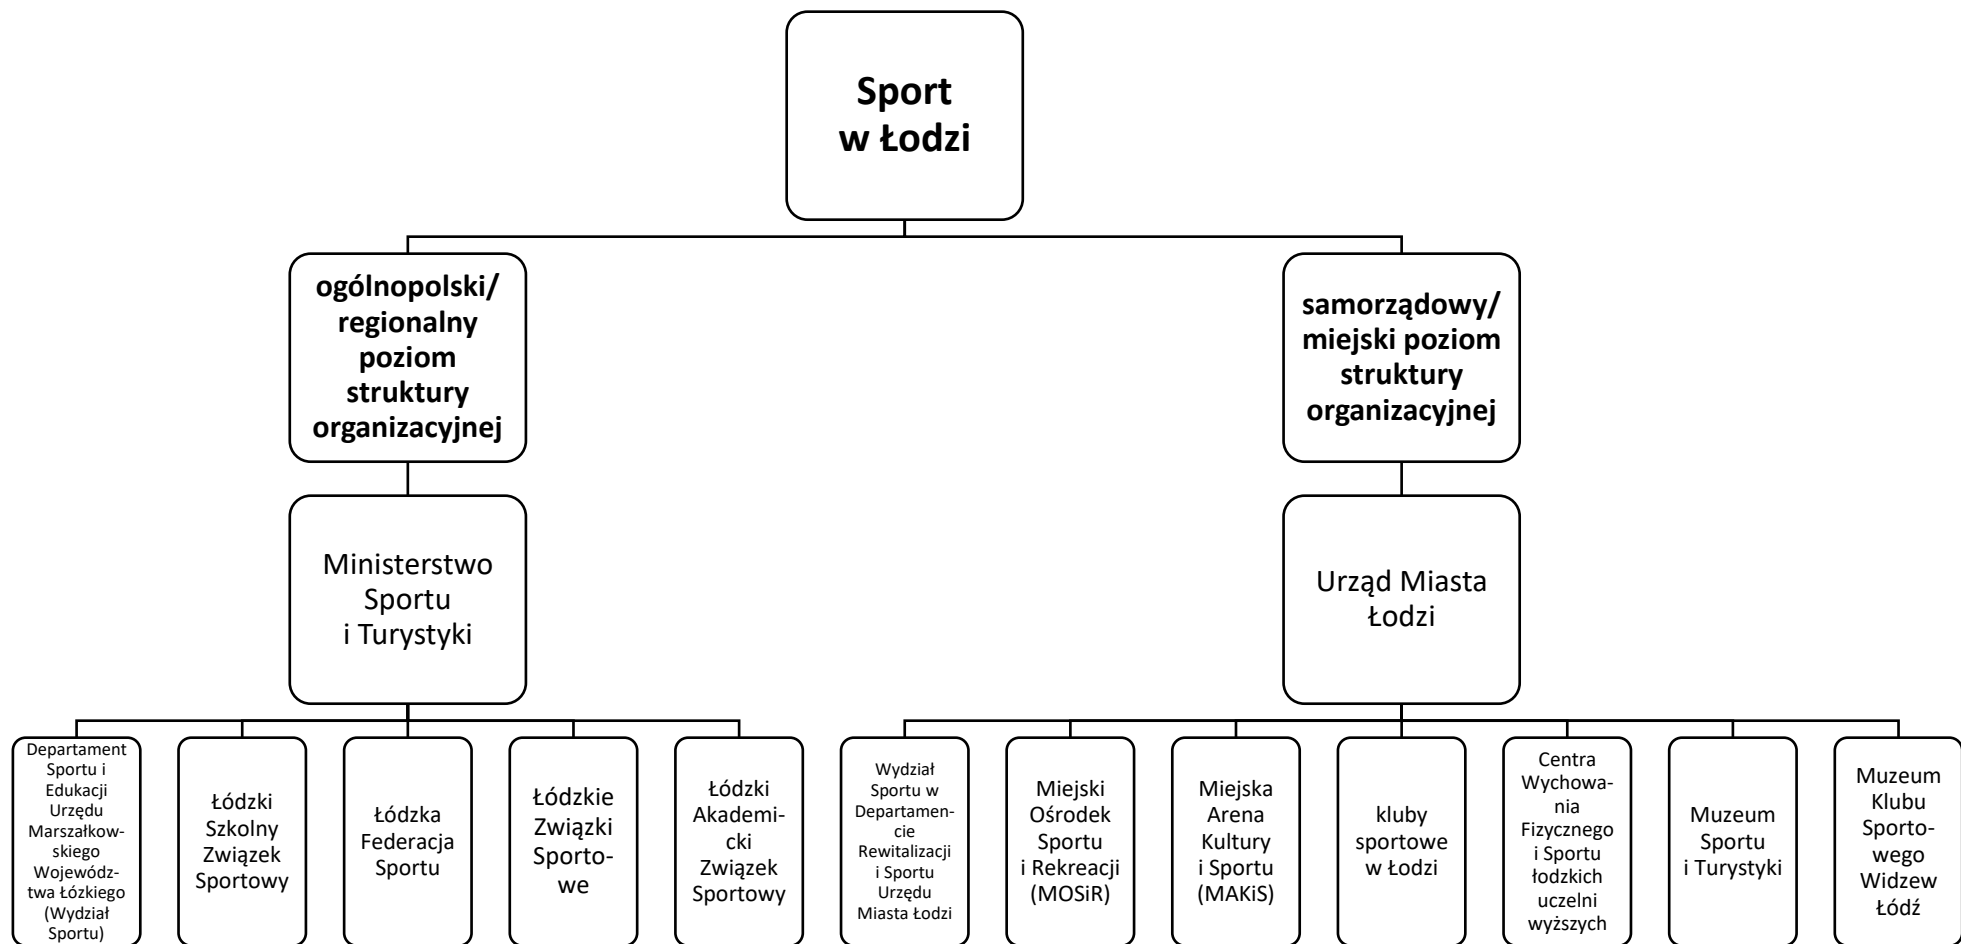 Sport
w Łodzi
ogólnopolski/
regionalny
poziom
struktury
organizacyjnej
samorządowy/
miejski poziom
struktury
organizacyjnej
Ministerstwo
Sportu
i Turystyki
Urząd Miasta
Łodzi
Departament
Sportu i
Edukacji
Urzędu
Marszałkow-
skiego
Wojewódz-
twa Łózkiego
(Wydział
Sportu)
Łódzki
Szkolny
Związek
Sportowy
Łódzka
Federacja
Sportu
Łódzkie
Związki
Sporto-
we
Łódzki
Akademi-
cki
Związek
Sportowy
Wydział
Sportu w
Departamen-
cie
Rewitalizacji
i Sportu
Urzędu
Miasta Łodzi
Miejski
Ośrodek
Sportu
i Rekreacji
(MOSiR)
Miejska
Arena
Kultury
i Sportu
(MAKiS)
kluby
sportowe
w Łodzi
Centra
Wychowa-
nia
Fizycznego
i Sportu
łodzkich
uczelni
wyższych
Muzeum
Sportu
i Turystyki
Muzeum
Klubu
Sporto-
wego
Widzew
Łódź